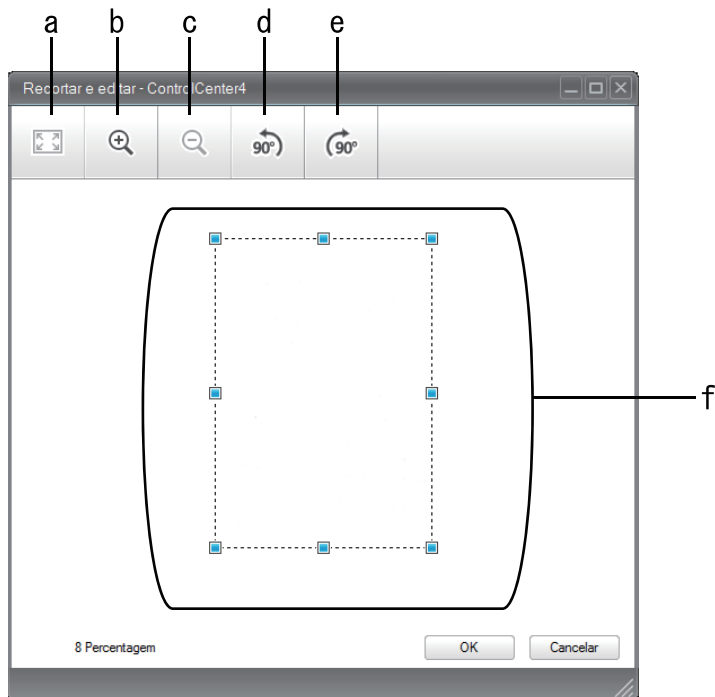 a b c d e
Recortar e editar - ControlCenter4
90° 90°
f
8 Percentagem OK Cancelar